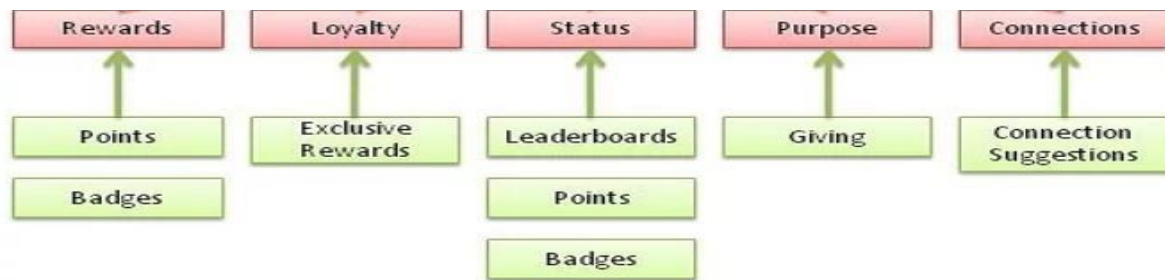 Rewards
Loyalty
Status
Purpose
Connections
Points
Exclusive
Rewards
Leaderboards
Giving
Connection
Suggestions
Badges
Points
Badges